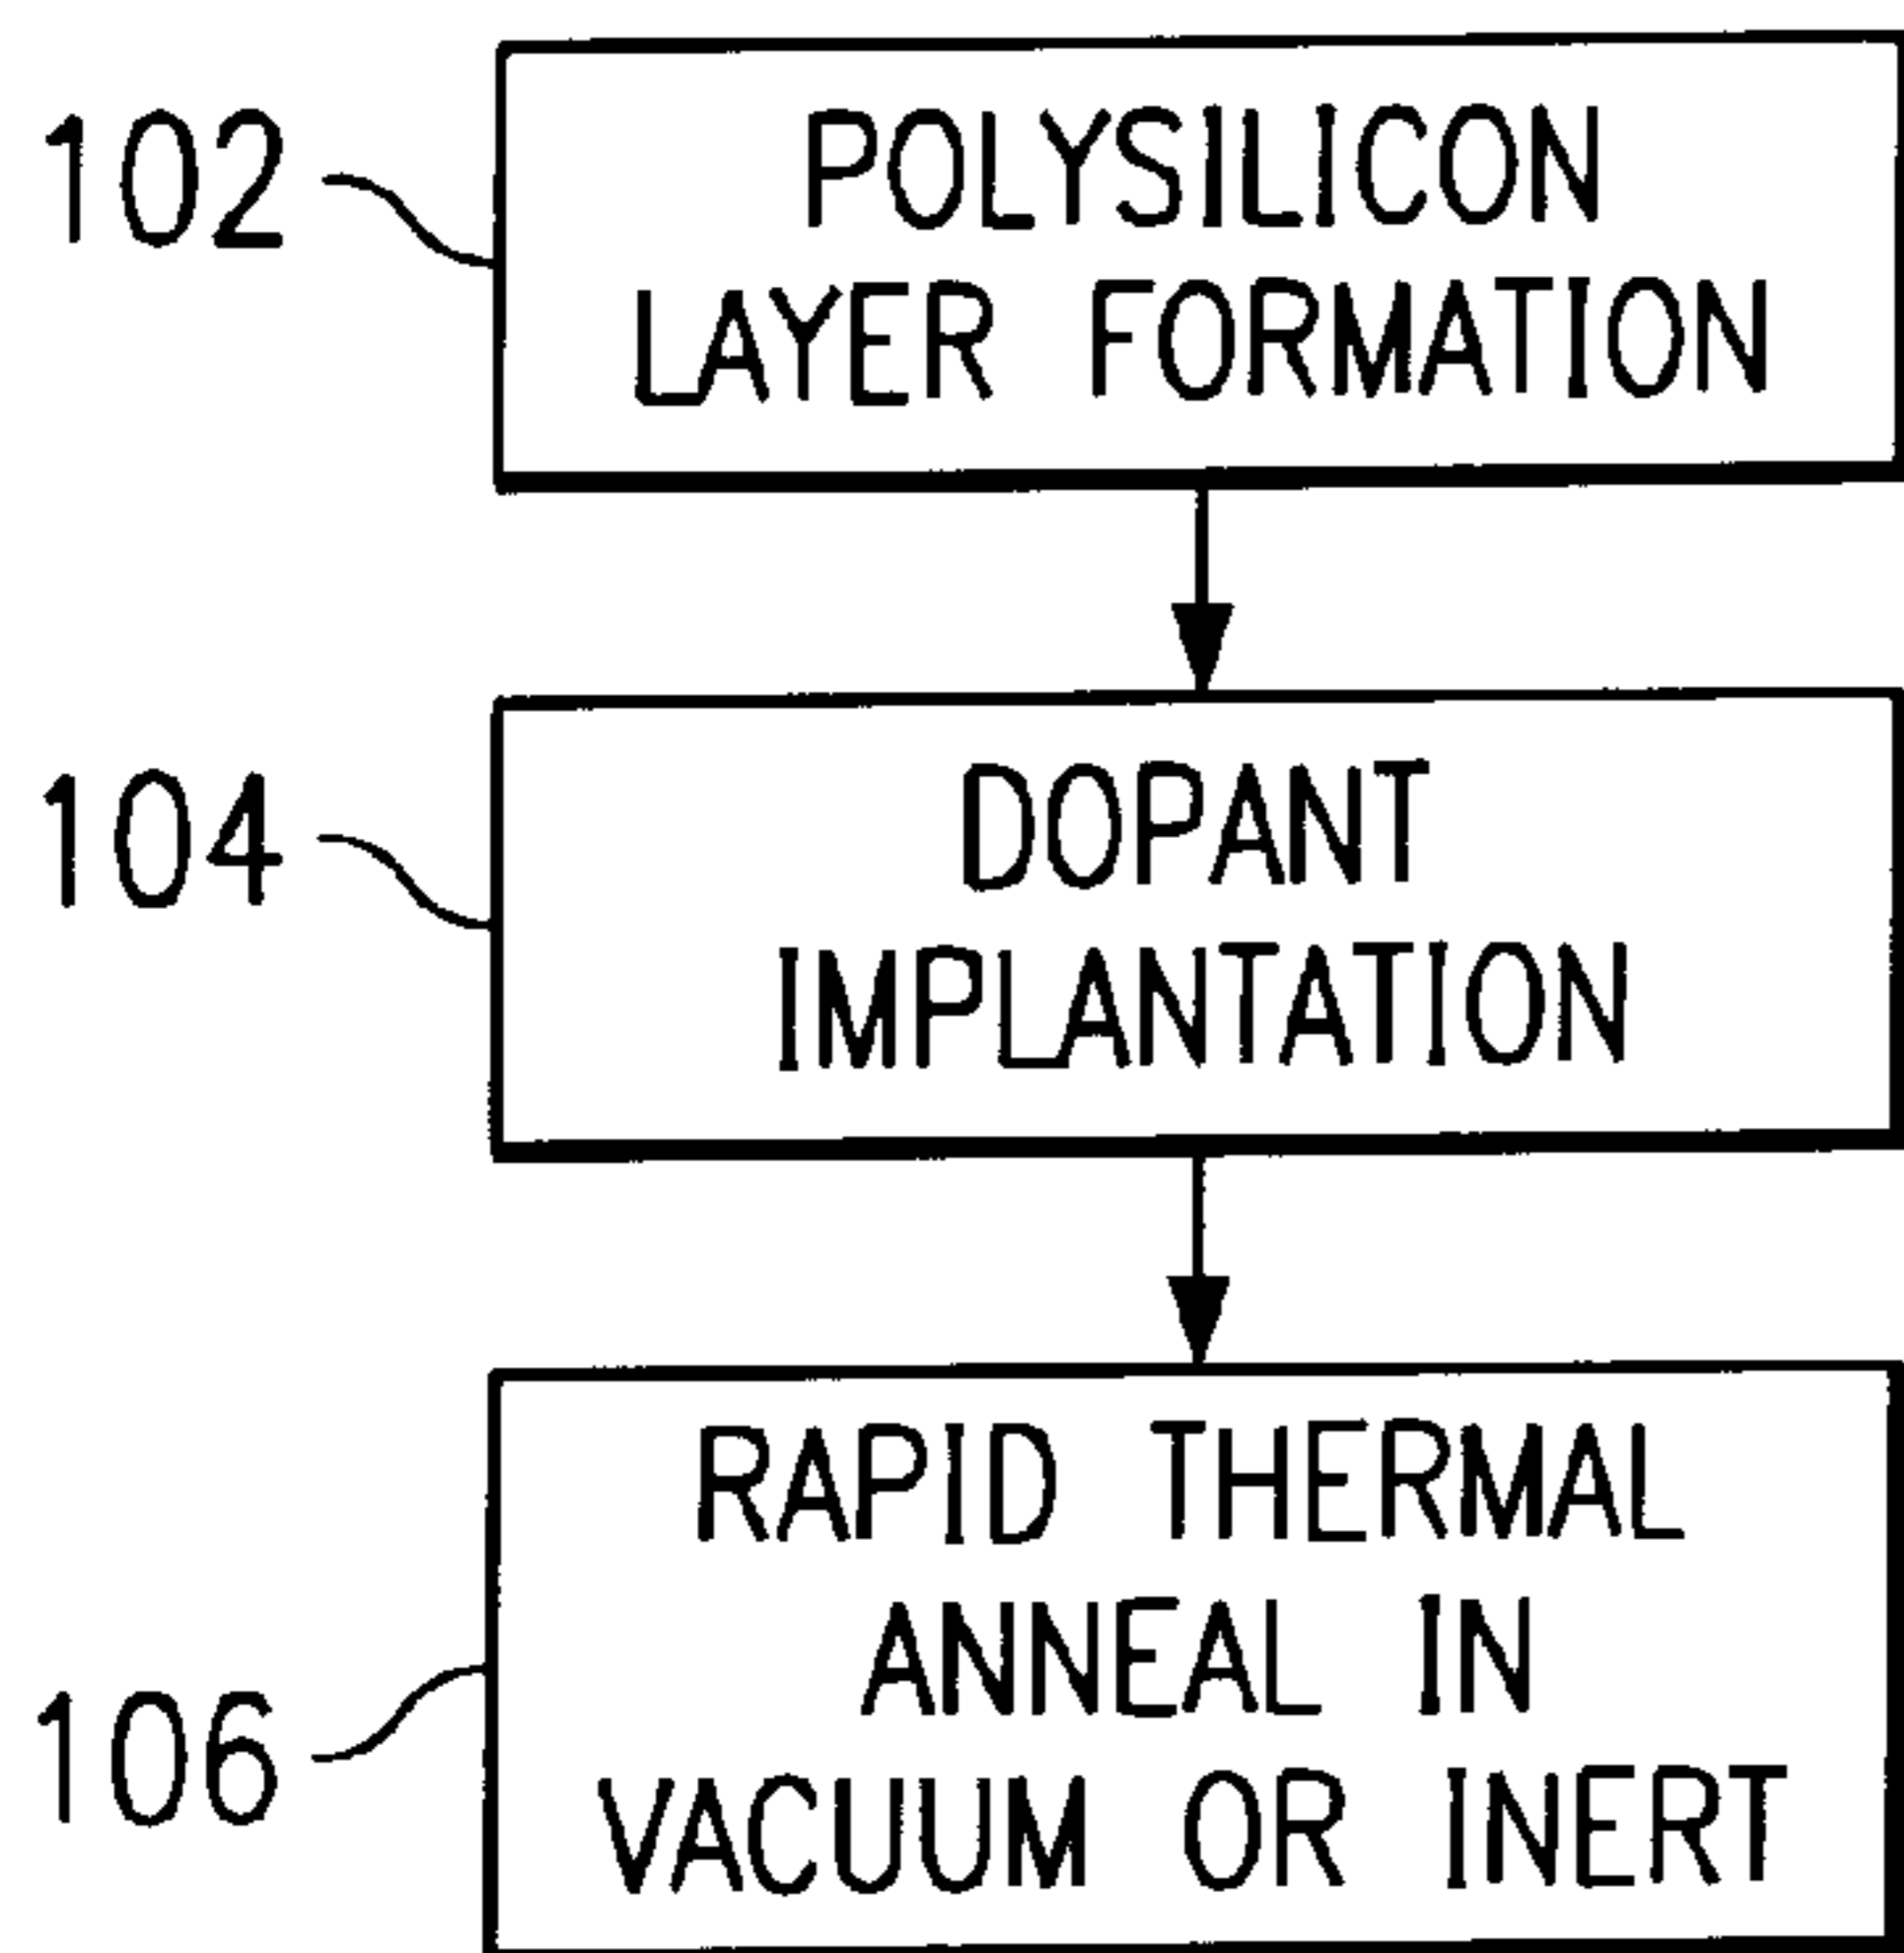 102
POLYSILICON
LAYER FORMATION
104
DOPANT
IMPLANTATION
106
RAPID THERMAL
ANNEAL IN
VACUUM OR INERT